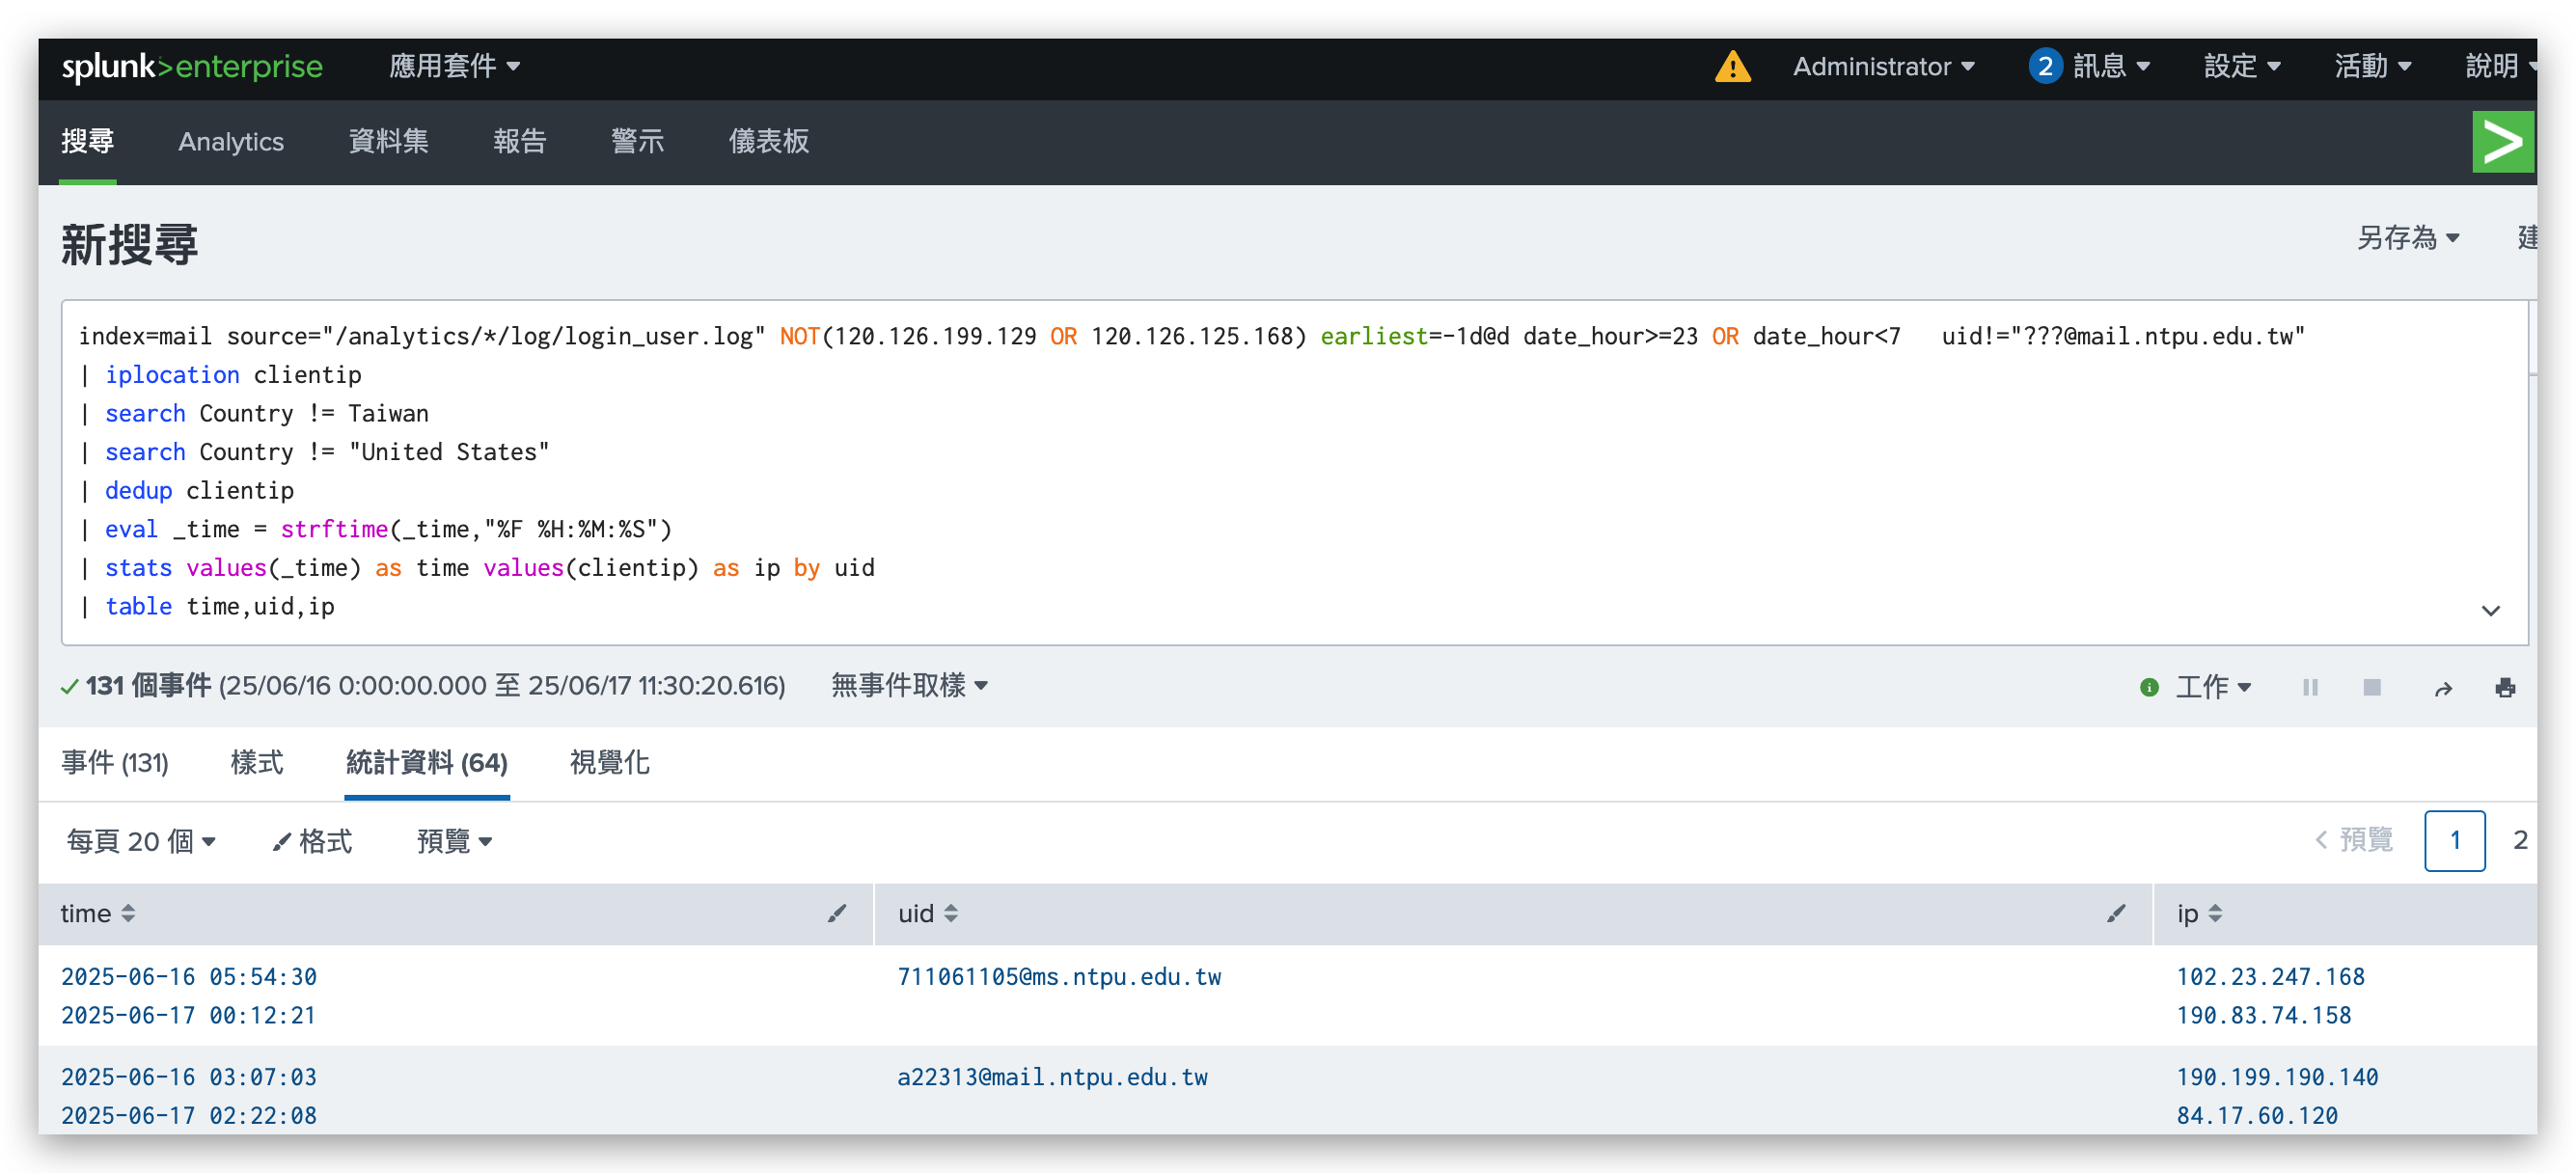 splunk>enterprise 應用套件 Administrator 2 訊息 設定 活動 說明
搜尋 Analytics 資料集 報告 警示 儀表板
新搜尋 另存為 建
index=mail source="/analytics/*/log/login_user.log" NOT(120.126.199.129 OR 120.126.125.168) earliest=-1d@d date_hour>=23 OR date_hour<7 uid!="???@mail.ntpu.edu.tw"
| iplocation clientip
| search Country != Taiwan
| search Country != "United States"
| dedup clientip
| eval _time = strftime(_time,"%F %H:%M:%S")
| stats values(_time) as time values(clientip) as ip by uid
| table time,uid,ip
131 個事件 (25/06/16 0:00:00.000 至 25/06/17 11:30:20.616) 無事件取樣 工作
事件 (131) 樣式 統計資料 (64) 視覺化
每頁 20 個 格式 預覽 < 預覽 1 2
time uid ip
2025-06-16 05:54:30 711061105@ms.ntpu.edu.tw 102.23.247.168
2025-06-17 00:12:21 190.83.74.158
2025-06-16 03:07:03 a22313@mail.ntpu.edu.tw 190.199.190.140
2025-06-17 02:22:08 84.17.60.120